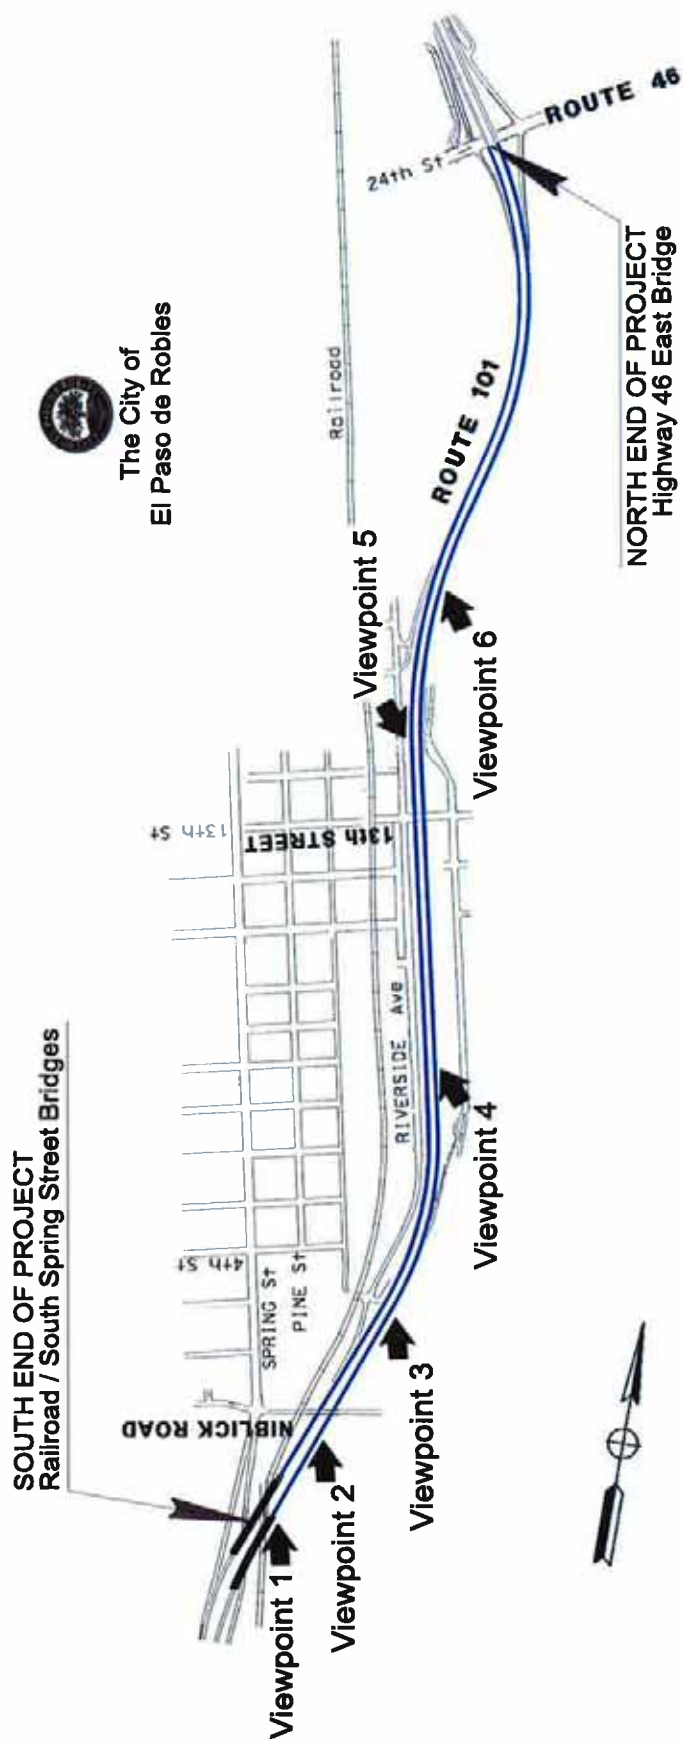 SOUTH END OF PROJECT
Railroad / South Spring Street Bridges
The City of
El Paso de Robles
Railroad
24th St
ROUTE 46
ROUTE 101
NORTH END OF PROJECT
Highway 46 East Bridge
13th St
13th STREET
RIVERSIDE Ave
4th St
SPRING St
PINE St
NIBLICK ROAD
Viewpoint 1
Viewpoint 2
Viewpoint 3
Viewpoint 4
Viewpoint 5
Viewpoint 6